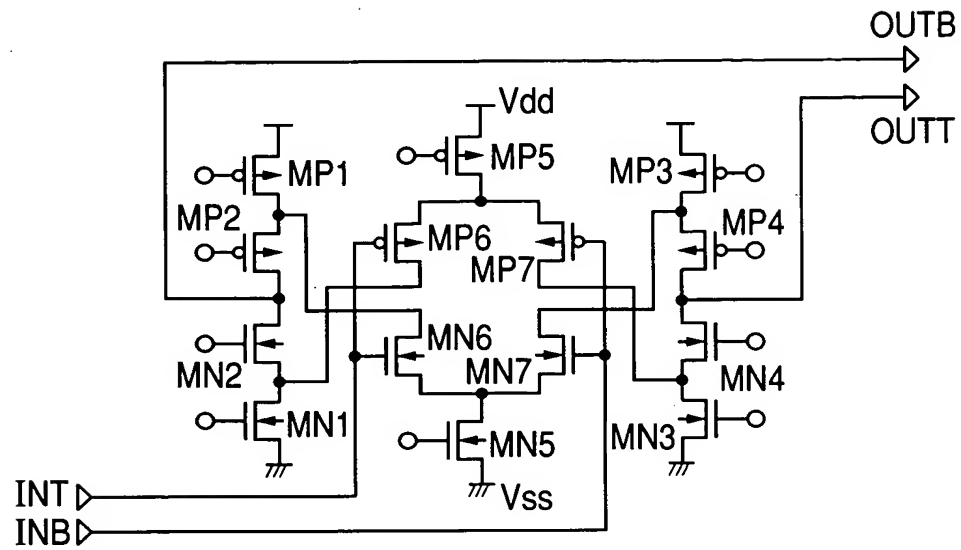 OUTB
Vdd
OUTT
MP1
MP5
MP3
MP2
MP6
MP7
MP4
MN6
MN7
MN2
MN4
MN1
MN5
MN3
INT
Vss
INB